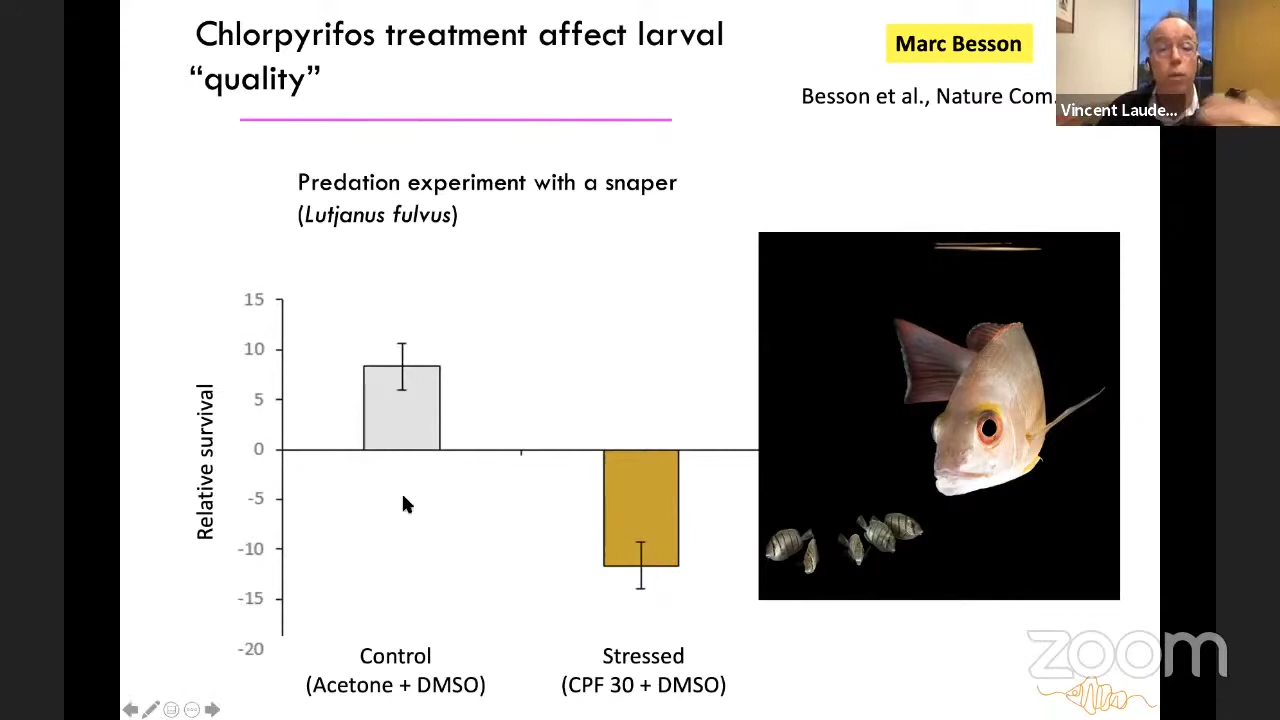 Chlorpyrifos treatment affect larval
“quality”
Marc Besson
Besson et al., Nature Com.
Vincent Laude...
Predation experiment with a snaper
(Lutjanus fulvus)
Relative survival
15
10
5
0
-5
-10
-15
-20
Control
(Acetone + DMSO)
Stressed
(CPF 30 + DMSO)
zoom